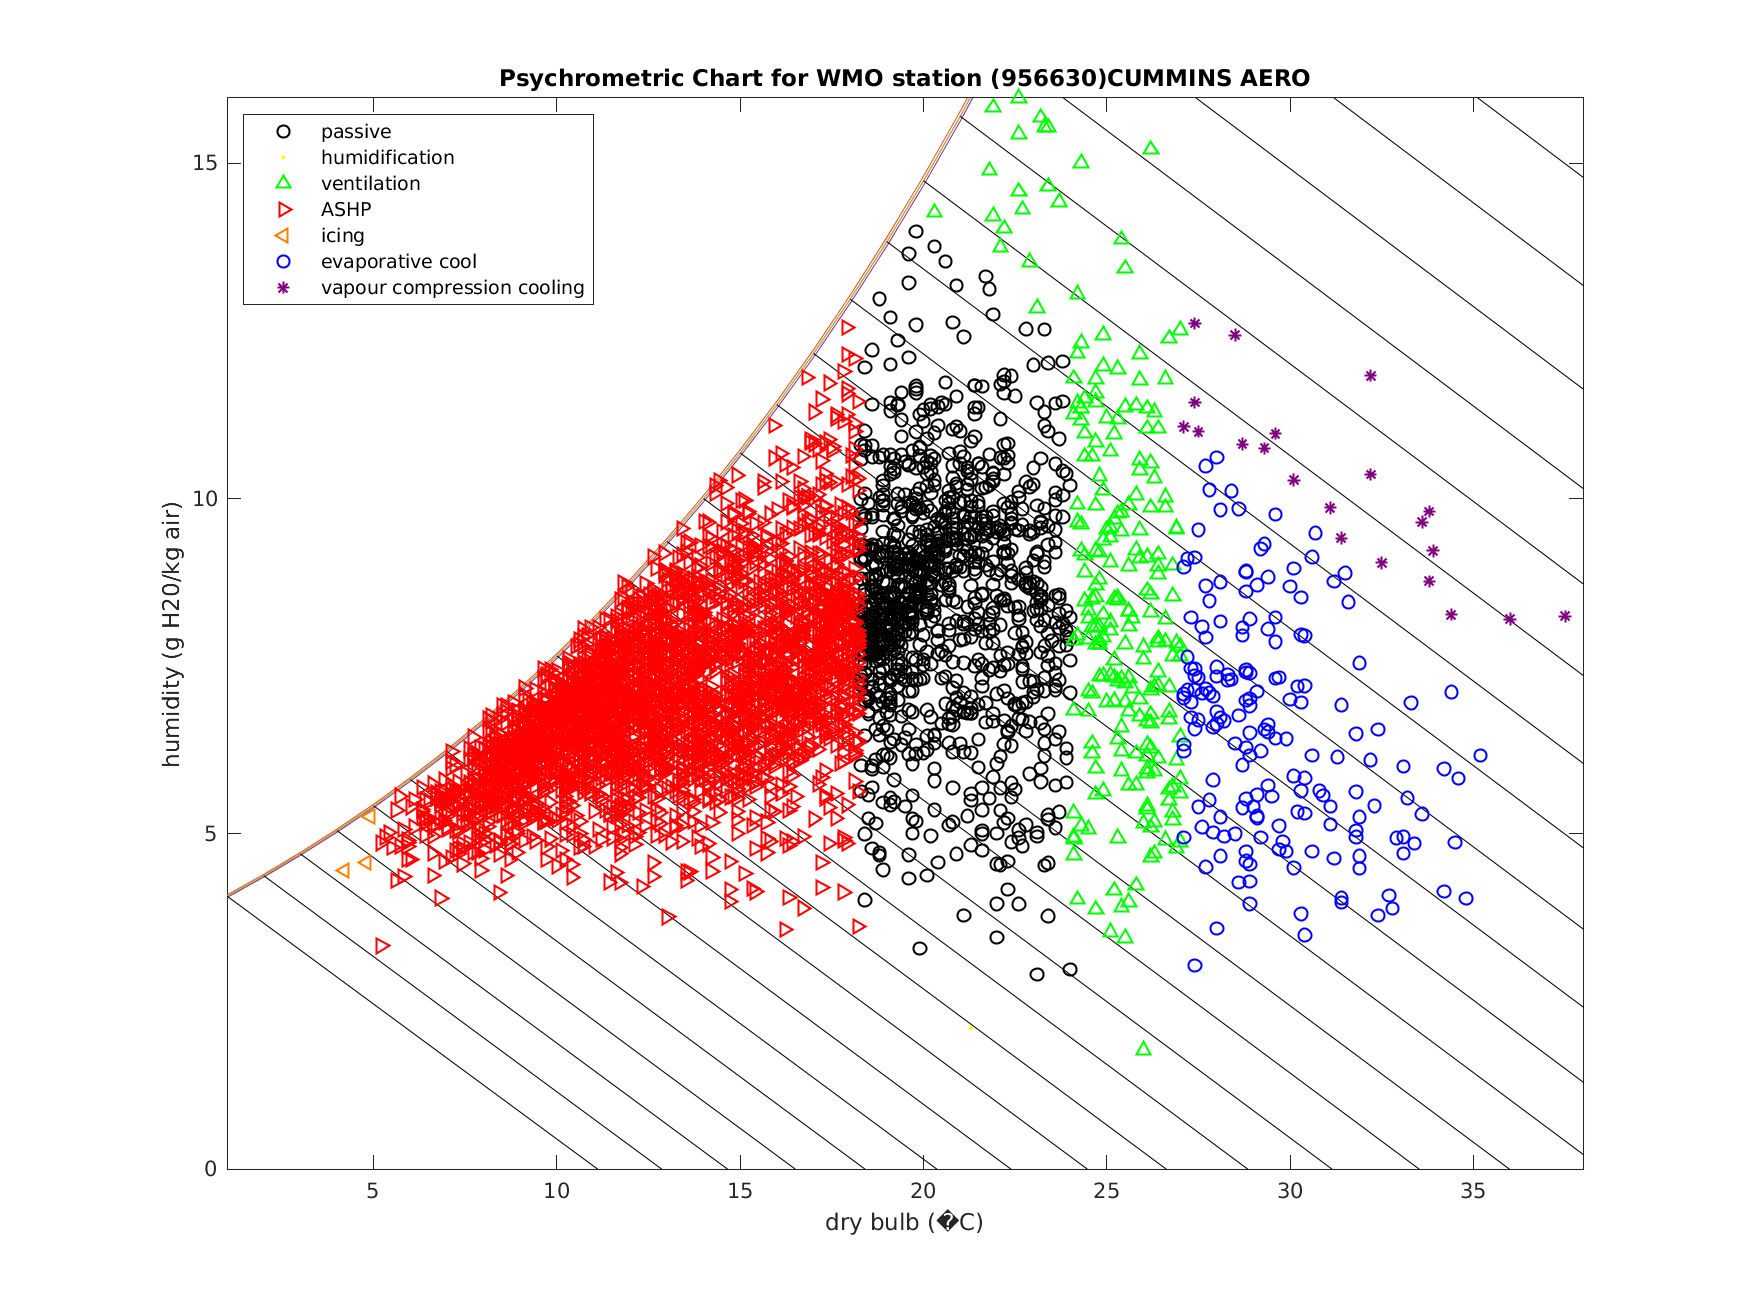 Psychrometric Chart for WMO station (956630)CUMMINS AERO
passive
humidification
ventilation
ASHP
icing
evaporative cool
vapour compression cooling
15
10
5
0
humidity (g H20/kg air)
5 10 15 20 25 30 35
dry bulb (�C)